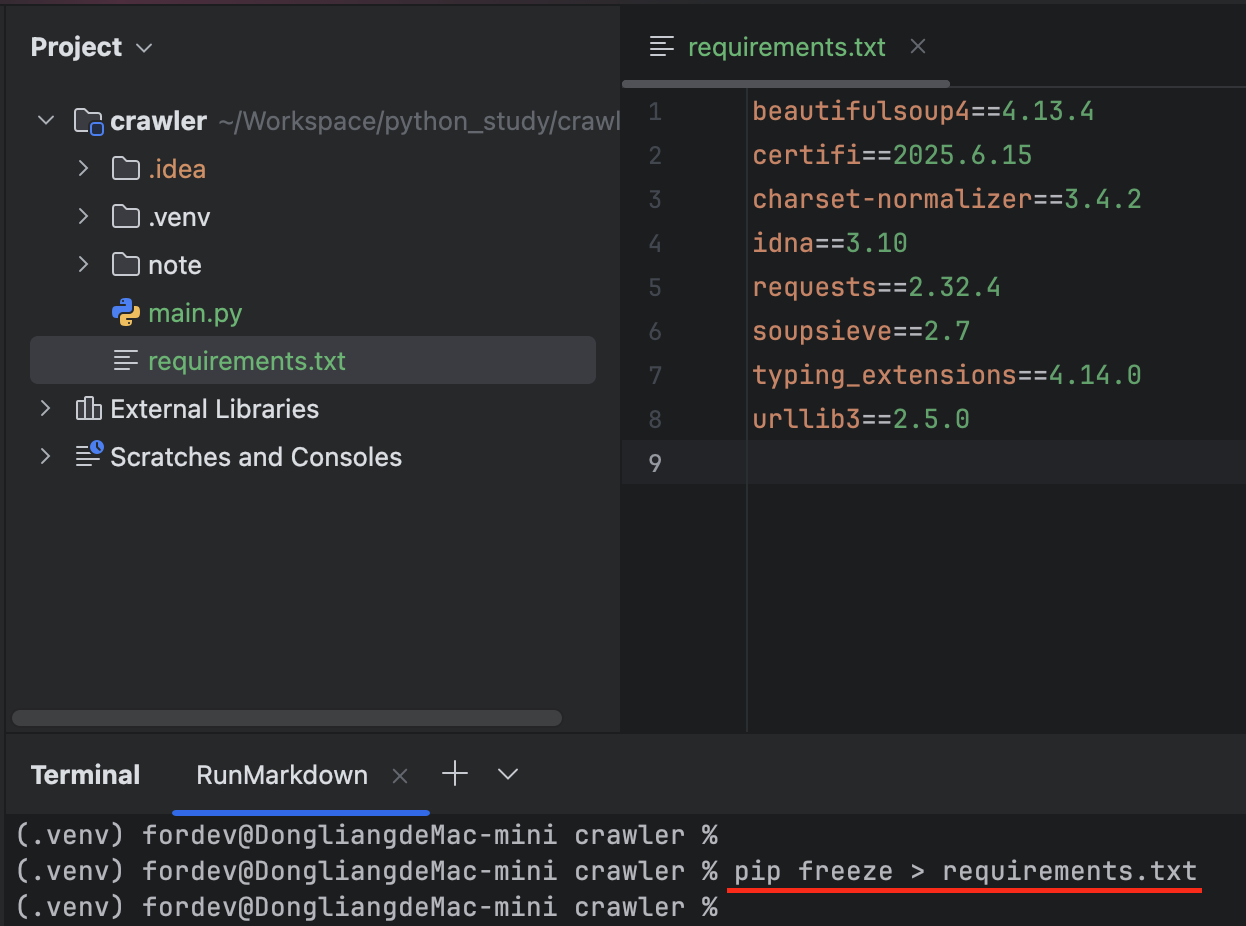 Project
crawler ~/Workspace/python_study/crawl
.idea
.venv
note
main.py
requirements.txt
External Libraries
Scratches and Consoles
requirements.txt
1 beautifulsoup4==4.13.4
2 certifi==2025.6.15
3 charset-normalizer==3.4.2
4 idna==3.10
5 requests==2.32.4
6 soupsieve==2.7
7 typing_extensions==4.14.0
8 urllib3==2.5.0
9
Terminal RunMarkdown
(.venv) fordev@DongliangdeMac-mini crawler %
(.venv) fordev@DongliangdeMac-mini crawler % pip freeze > requirements.txt
(.venv) fordev@DongliangdeMac-mini crawler %